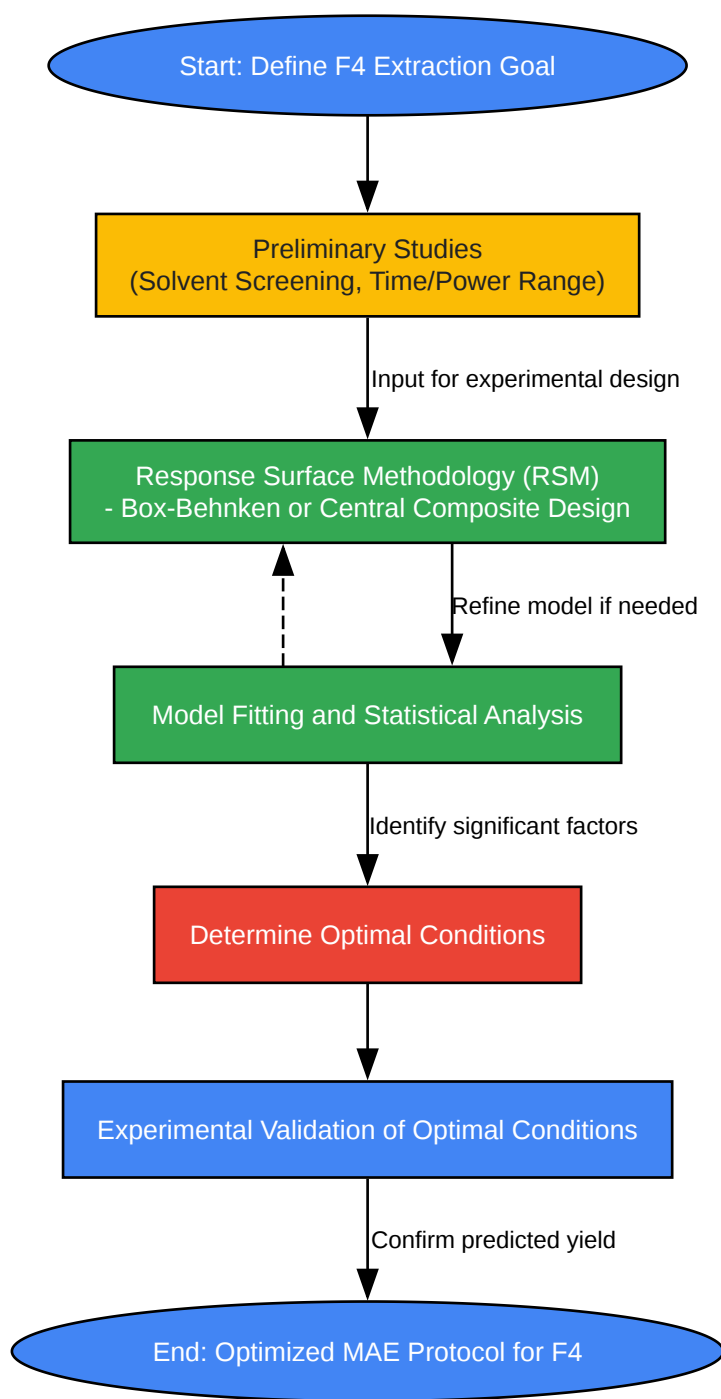 Start: Define F4 Extraction Goal
Preliminary Studies
(Solvent Screening, Time/Power Range)
Input for experimental design
Response Surface Methodology (RSM)
- Box-Behnken or Central Composite Design
Refine model if needed
Model Fitting and Statistical Analysis
Identify significant factors
Determine Optimal Conditions
Experimental Validation of Optimal Conditions
Confirm predicted yield
End: Optimized MAE Protocol for F4